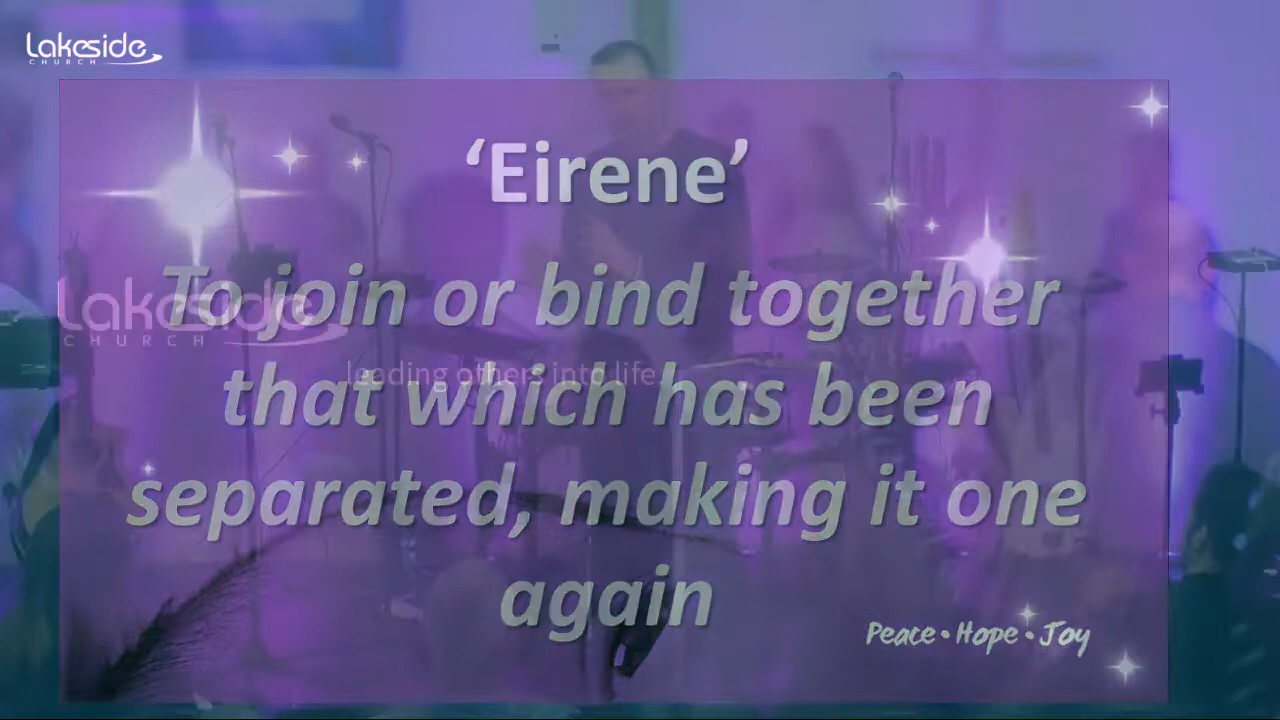 Lakeside
CHURCH
‘Eirene’
To join or bind together
Lakeside
CHURCH
leading others into life
that which has been
separated, making it one
again
Peace • Hope • Joy